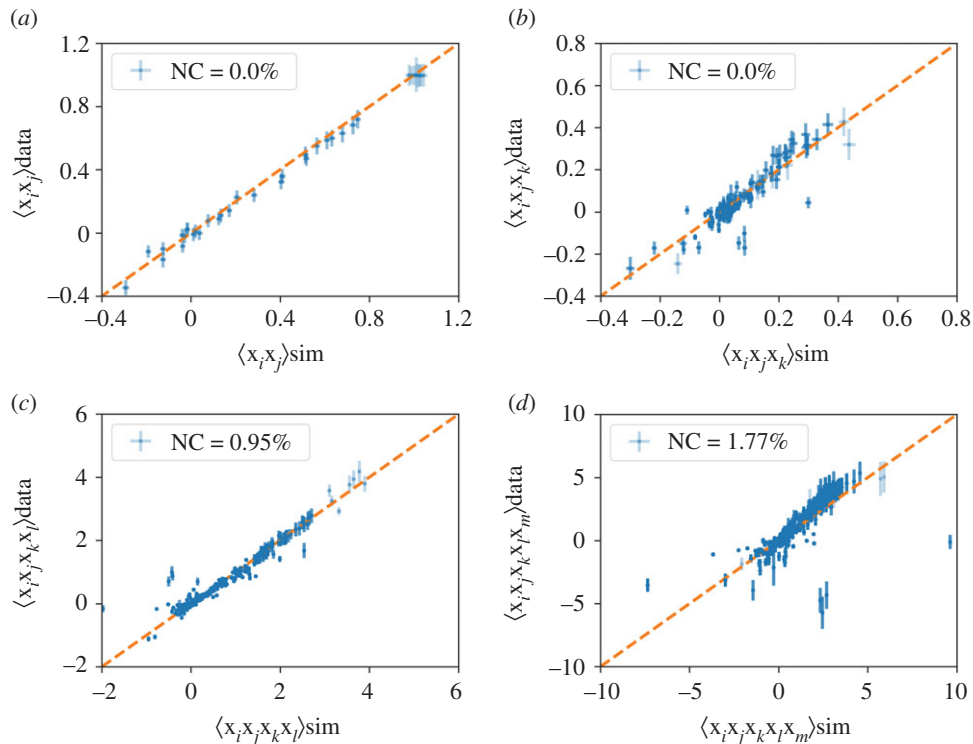 (a)
(b)
1.2
0.8
0.4
0
−0.4
NC = 0.0%
⟨x_i x_j⟩data
−0.4
0
0.4
0.8
1.2
⟨x_i x_j⟩sim
0.8
0.6
0.4
0.2
0
−0.2
−0.4
NC = 0.0%
⟨x_i x_j x_k⟩data
−0.4
−0.2
0
0.2
0.4
0.6
0.8
⟨x_i x_j x_k⟩sim
(c)
(d)
6
4
2
0
−2
NC = 0.95%
⟨x_i x_j x_k x_l⟩data
−2
0
2
4
6
⟨x_i x_j x_k x_l⟩sim
10
5
0
−5
−10
NC = 1.77%
⟨x_i x_j x_k x_l x_m⟩data
−10
−5
0
5
10
⟨x_i x_j x_k x_l x_m⟩sim